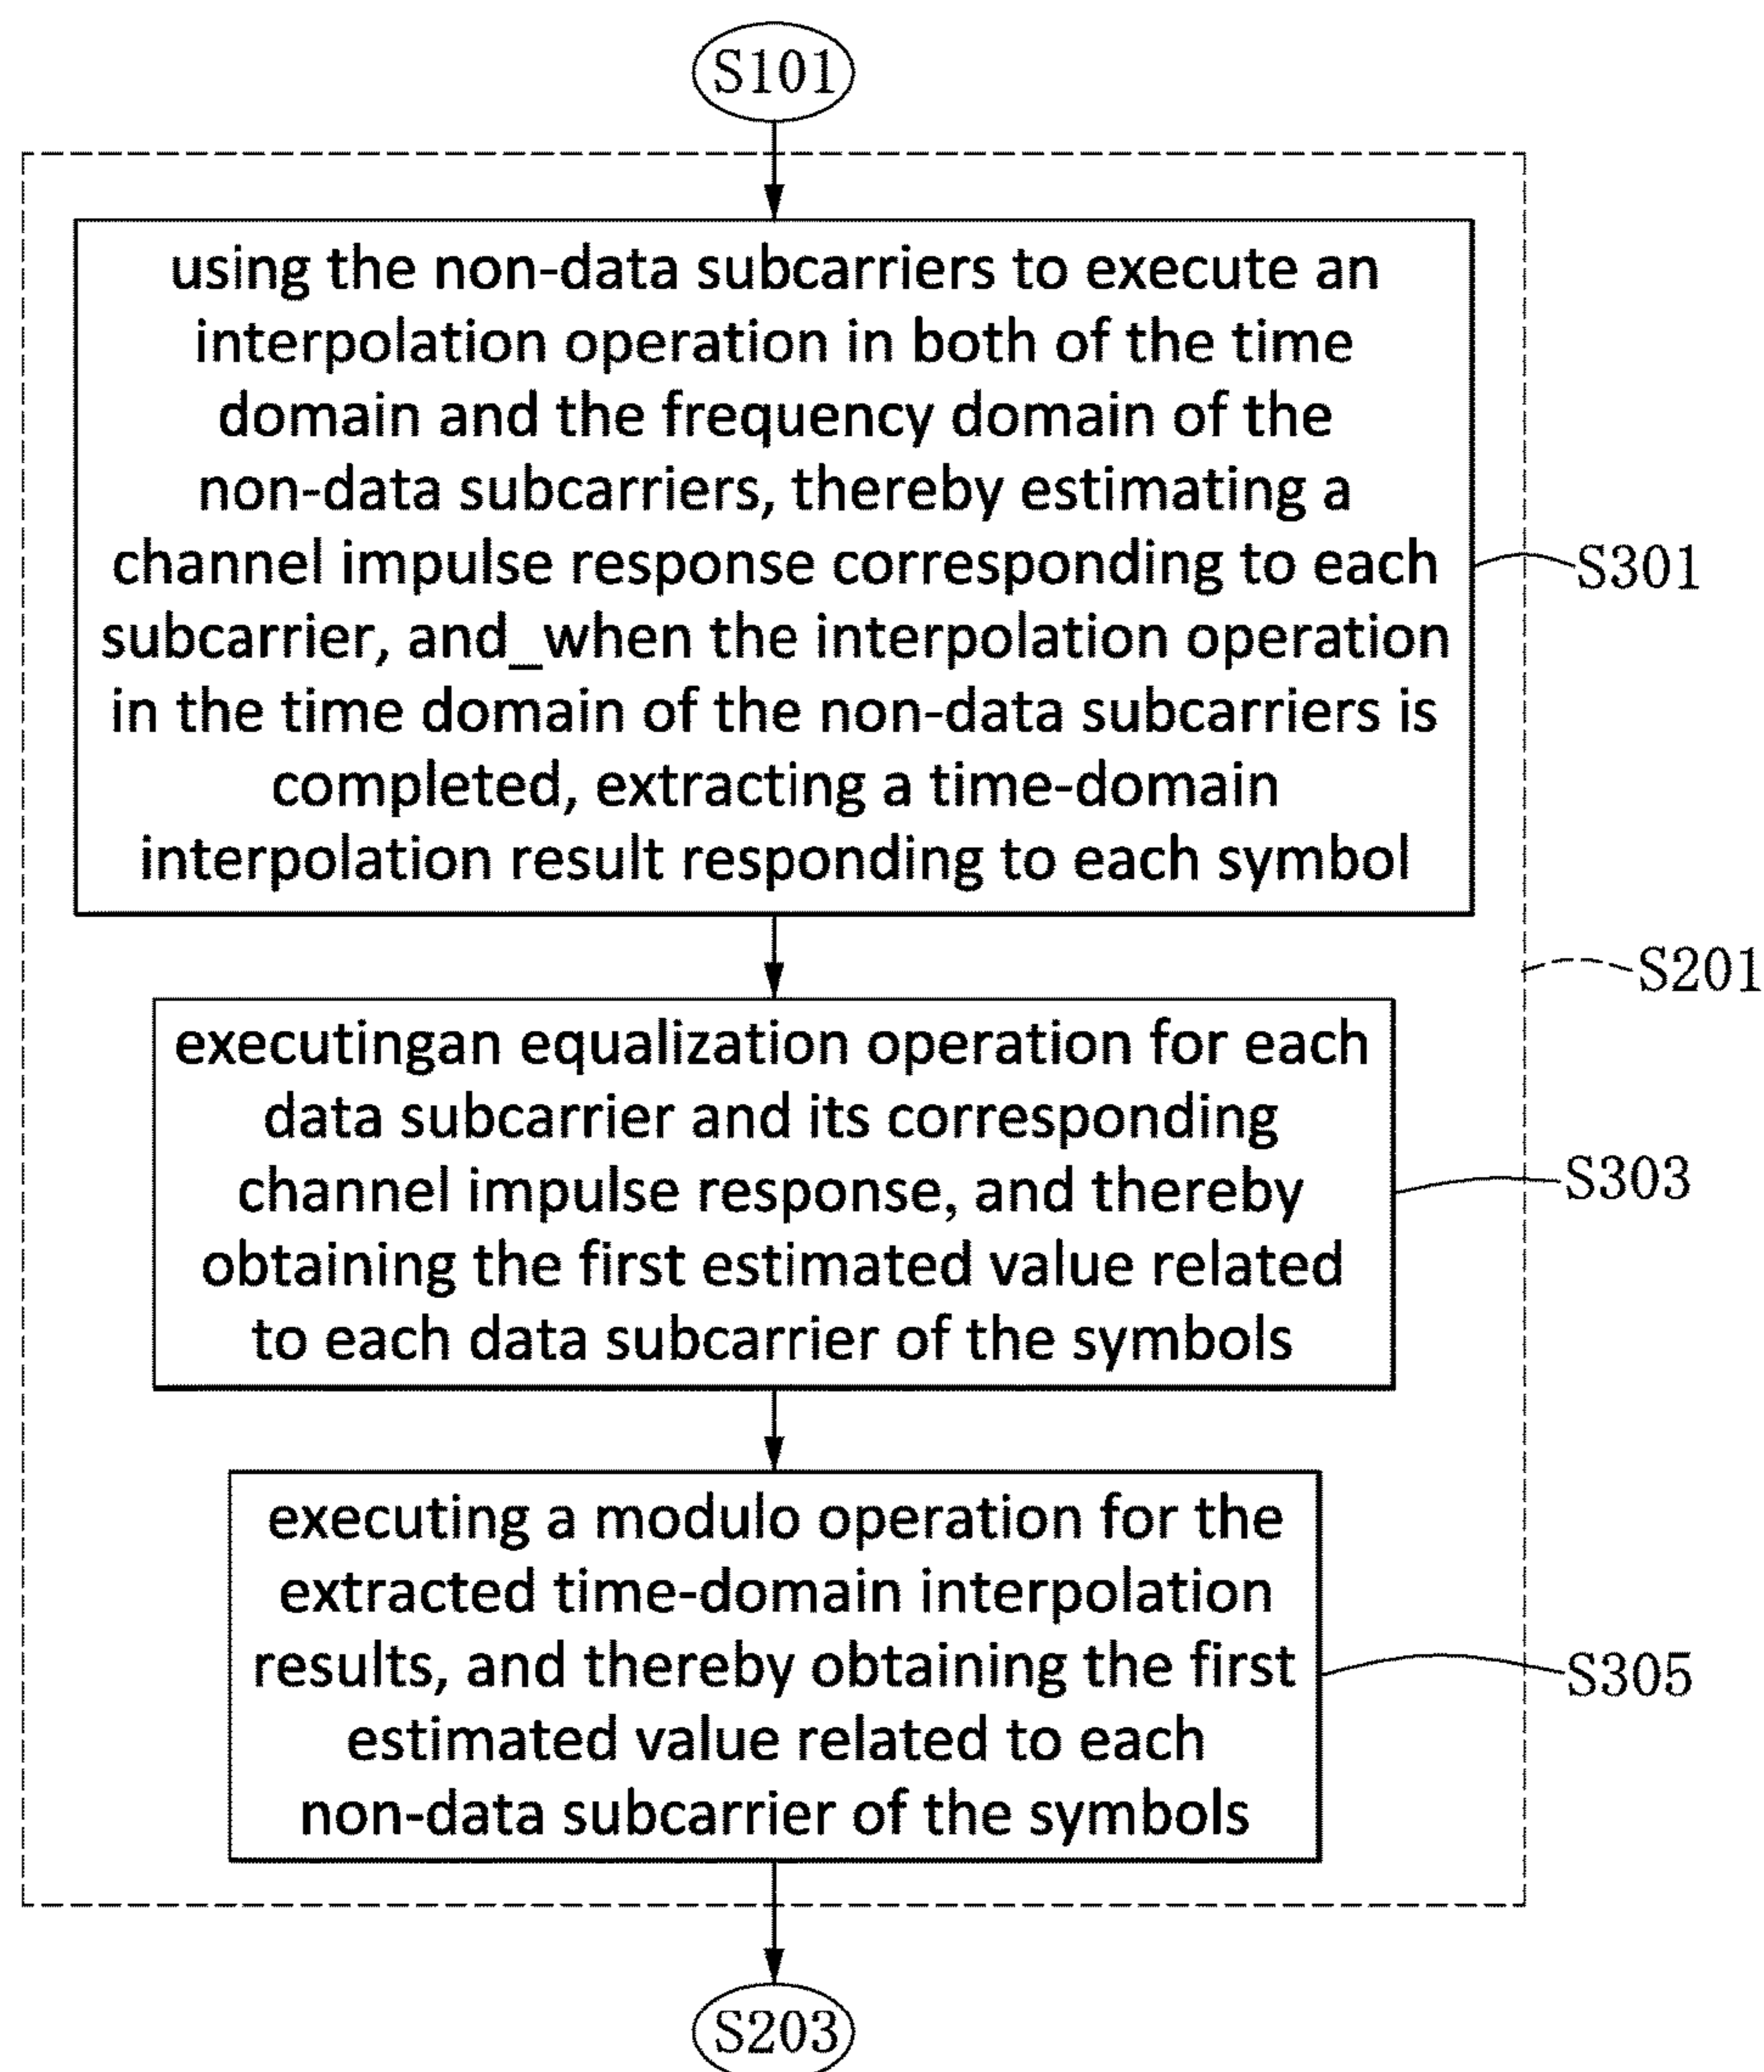 S101
using the non-data subcarriers to execute an
interpolation operation in both of the time
domain and the frequency domain of the
non-data subcarriers, thereby estimating a
channel impulse response corresponding to each
subcarrier, and_when the interpolation operation
in the time domain of the non-data subcarriers is
completed, extracting a time-domain
interpolation result responding to each symbol
S301
S201
executingan equalization operation for each
data subcarrier and its corresponding
channel impulse response, and thereby
obtaining the first estimated value related
to each data subcarrier of the symbols
S303
executing a modulo operation for the
extracted time-domain interpolation
results, and thereby obtaining the first
estimated value related to each
non-data subcarrier of the symbols
S305
S203